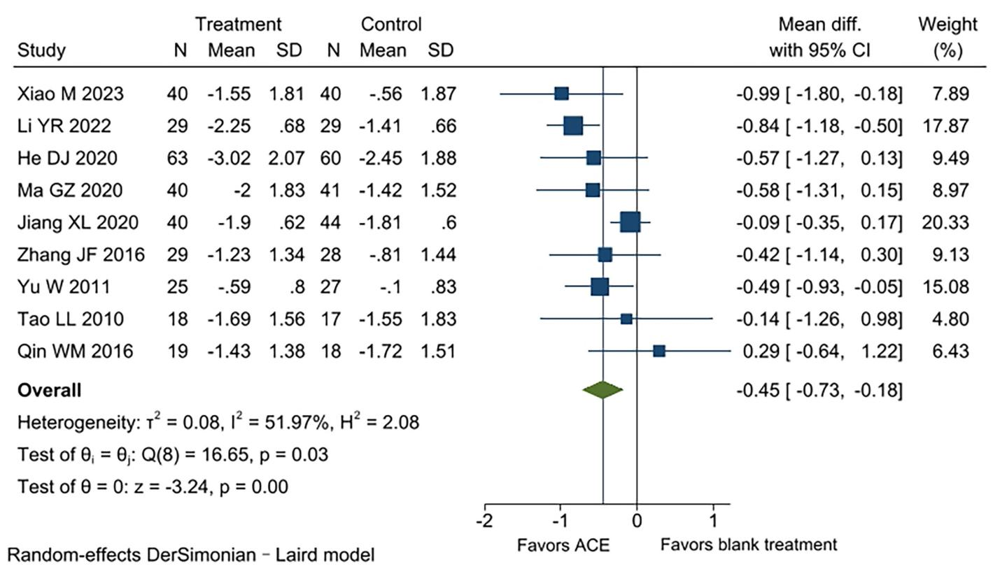 Treatment Control Mean diff. Weight
Study N Mean SD N Mean SD with 95% CI (%)
Xiao M 2023 40 -1.55 1.81 40 -.56 1.87 -0.99 [ -1.80, -0.18] 7.89
Li YR 2022 29 -2.25 .68 29 -1.41 .66 -0.84 [ -1.18, -0.50] 17.87
He DJ 2020 63 -3.02 2.07 60 -2.45 1.88 -0.57 [ -1.27, 0.13] 9.49
Ma GZ 2020 40 -2 1.83 41 -1.42 1.52 -0.58 [ -1.31, 0.15] 8.97
Jiang XL 2020 40 -1.9 .62 44 -1.81 .6 -0.09 [ -0.35, 0.17] 20.33
Zhang JF 2016 29 -1.23 1.34 28 -.81 1.44 -0.42 [ -1.14, 0.30] 9.13
Yu W 2011 25 -.59 .8 27 -.1 .83 -0.49 [ -0.93, -0.05] 15.08
Tao LL 2010 18 -1.69 1.56 17 -1.55 1.83 -0.14 [ -1.26, 0.98] 4.80
Qin WM 2016 19 -1.43 1.38 18 -1.72 1.51 0.29 [ -0.64, 1.22] 6.43
Overall -0.45 [ -0.73, -0.18]
Heterogeneity: τ² = 0.08, I² = 51.97%, H² = 2.08
Test of θᵢ = θⱼ: Q(8) = 16.65, p = 0.03
Test of θ = 0: z = -3.24, p = 0.00
-2 -1 0 1
Favors ACE Favors blank treatment
Random-effects DerSimonian – Laird model